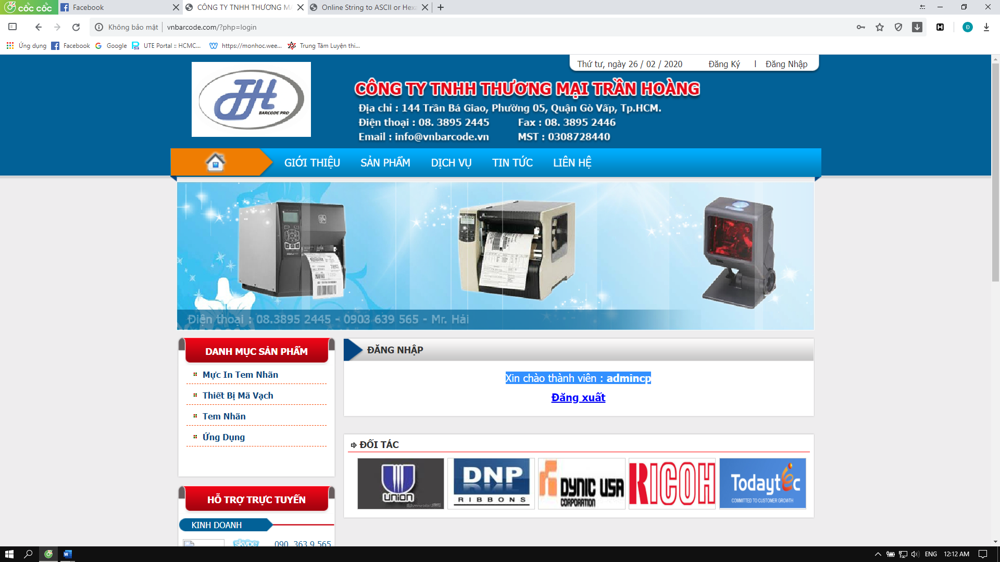 cốc cốc
Facebook
CÔNG TY TNHH THƯƠNG MẠ
Online String to ASCII or Hexa
Không bảo mật
vnbarcode.com/?php=login
Đ
Ứng dụng
Facebook
Google
UTE Portal :: HCMC...
https://monhoc.wee...
Trung Tâm Luyện thi...
Thứ tư, ngày 26 / 02 / 2020
Đăng Ký
|
Đăng Nhập
BARCODE PRO
CÔNG TY TNHH THƯƠNG MẠI TRẦN HOÀNG
Địa chỉ : 144 Trần Bá Giao, Phường 05, Quận Gò Vấp, Tp.HCM.
Điện thoại : 08. 3895 2445 Fax : 08. 3895 2446
Email : info@vnbarcode.vn MST : 0308728440
GIỚI THIỆU
SẢN PHẨM
DỊCH VỤ
TIN TỨC
LIÊN HỆ
Điện thoại : 08.3895 2445 - 0903 639 565 - Mr. Hải
DANH MỤC SẢN PHẨM
Mực In Tem Nhãn
Thiết Bị Mã Vạch
Tem Nhãn
Ứng Dụng
ĐĂNG NHẬP
Xin chào thành viên : admincp
Đăng xuất
ĐỐI TÁC
UNION
DNP
RIBBONS
DYNIC USA
CORPORATION
RICOH
Todaytec
COMMITTED TO CUSTOMER GROWTH
HỖ TRỢ TRỰC TUYẾN
KINH DOANH
skype
090. 363 9 565
ENG
12:12 AM